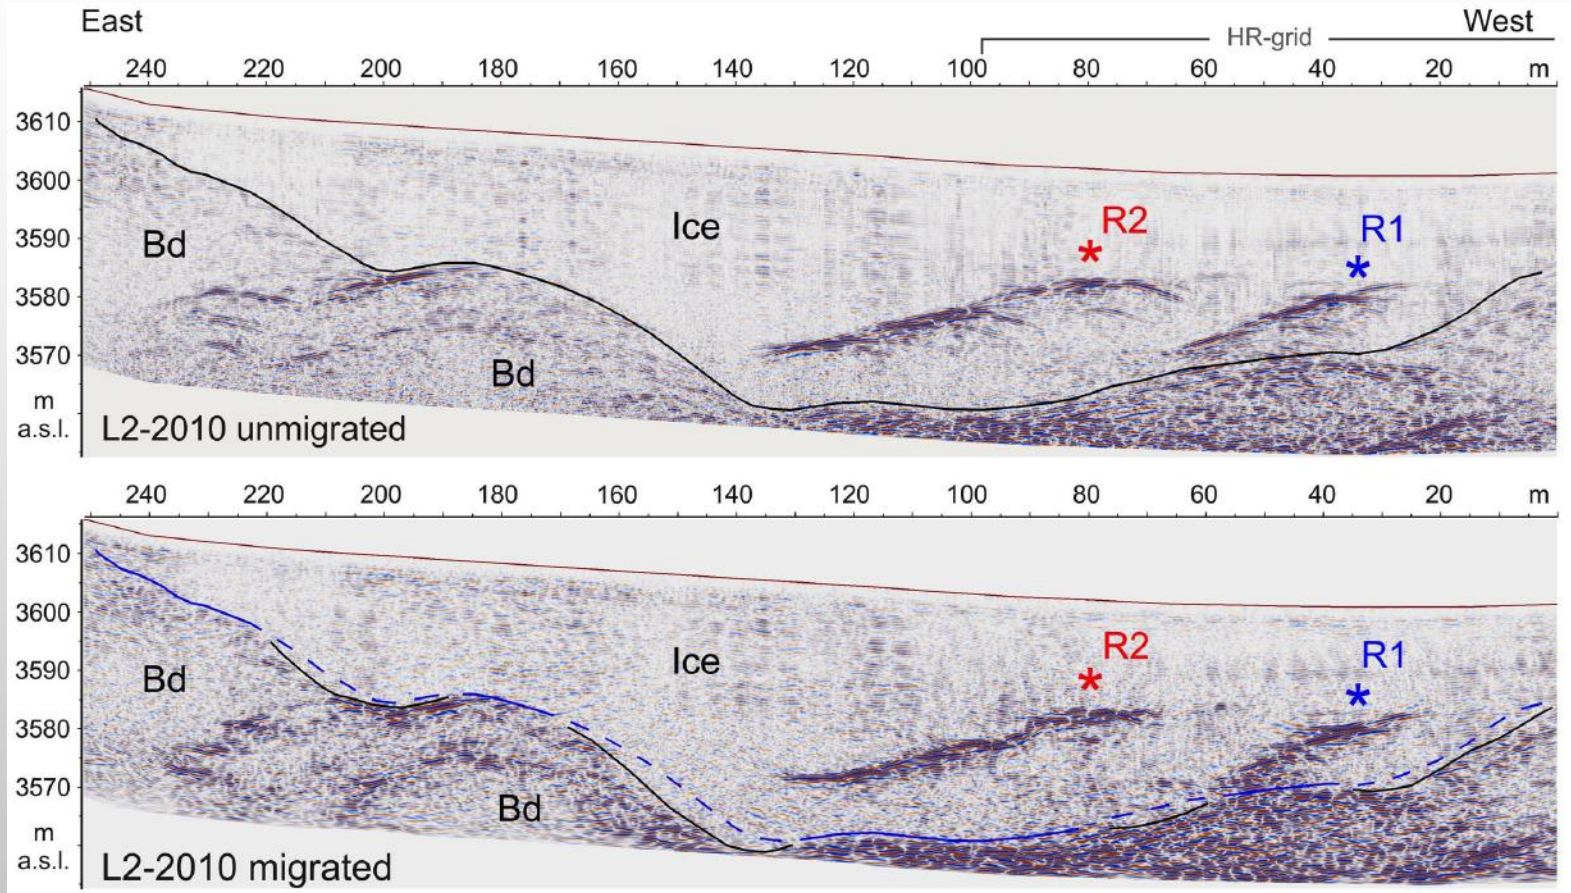 East West
HR-grid
240 220 200 180 160 140 120 100 80 60 40 20 m
3610
3600
3590
3580
3570
m
a.s.l.
Bd
Ice
R2
*
R1
*
Bd
L2-2010 unmigrated
240 220 200 180 160 140 120 100 80 60 40 20 m
3610
3600
3590
3580
3570
m
a.s.l.
Bd
Ice
R2
*
R1
*
Bd
L2-2010 migrated